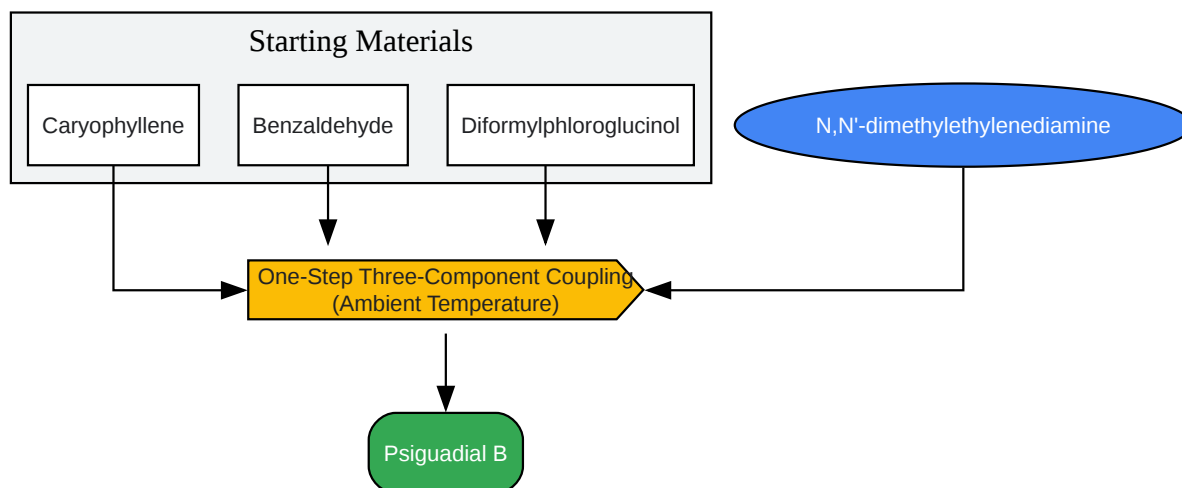 Starting Materials
Caryophyllene
Benzaldehyde
Diformylphloroglucinol
N,N'-dimethylethylenediamine
One-Step Three-Component Coupling
(Ambient Temperature)
Psiguadial B